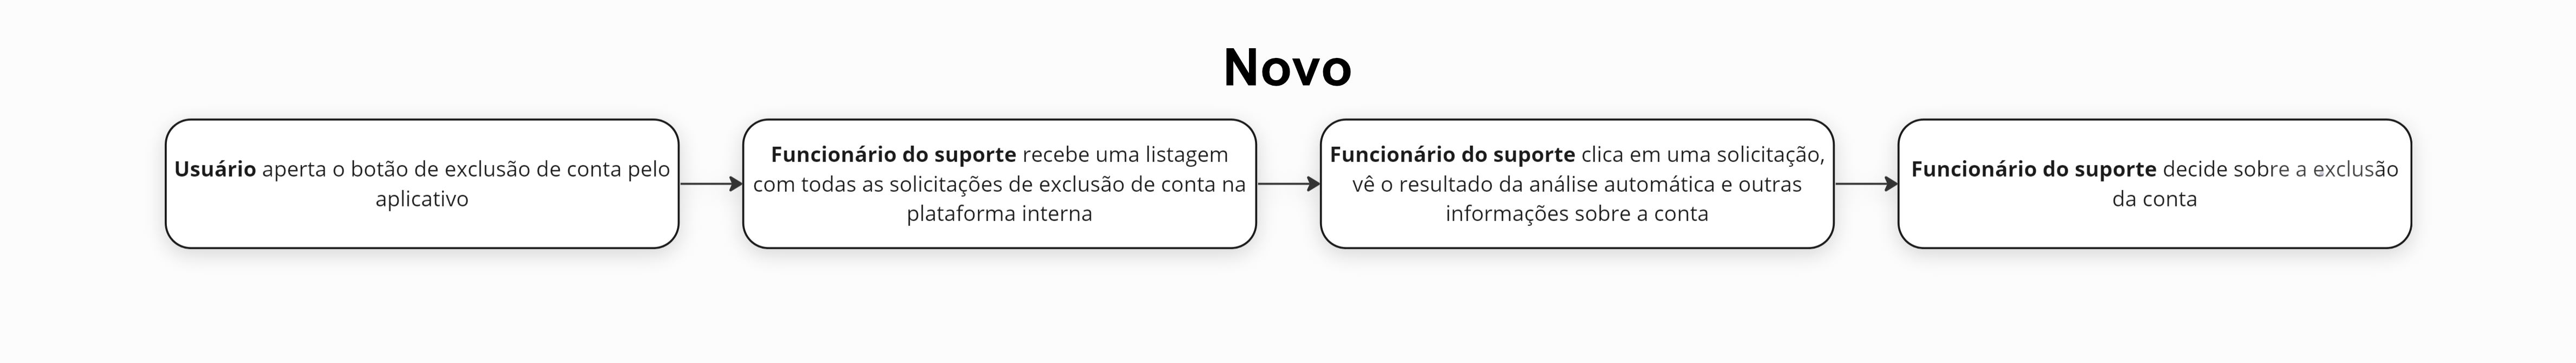 Novo
Usuário aperta o botão de exclusão de conta pelo
aplicativo
Funcionário do suporte recebe uma listagem
com todas as solicitações de exclusão de conta na
plataforma interna
Funcionário do suporte clica em uma solicitação,
vê o resultado da análise automática e outras
informações sobre a conta
Funcionário do suporte decide sobre a exclusão
da conta